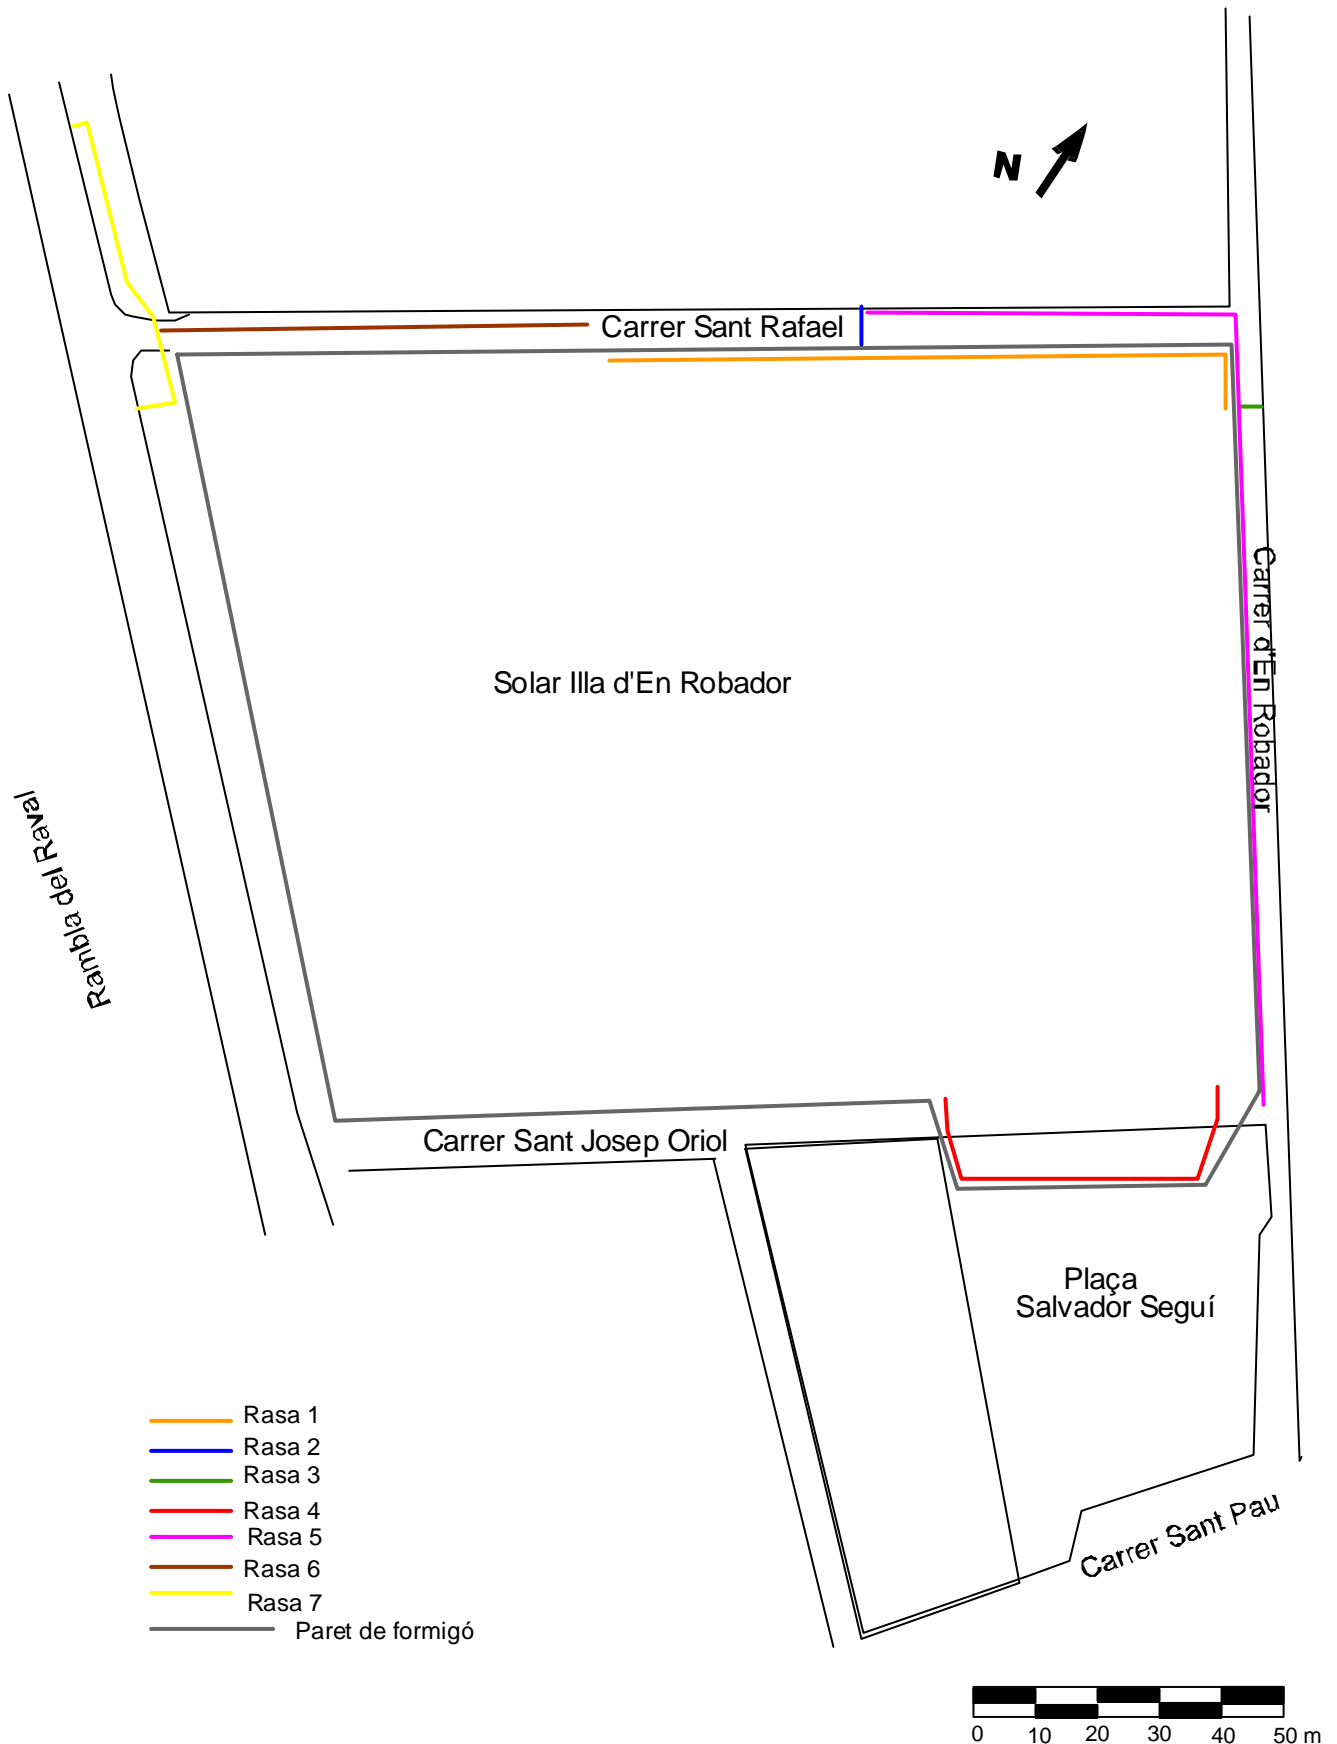 N
Carrer Sant Rafael
Carrer d'En Robador
Solar Illa d'En Robador
Rambla del Raval
Carrer Sant Josep Oriol
Plaça
Salvador Seguí
Carrer Sant Pau
Rasa 1
Rasa 2
Rasa 3
Rasa 4
Rasa 5
Rasa 6
Rasa 7
Paret de formigó
0 10 20 30 40 50 m